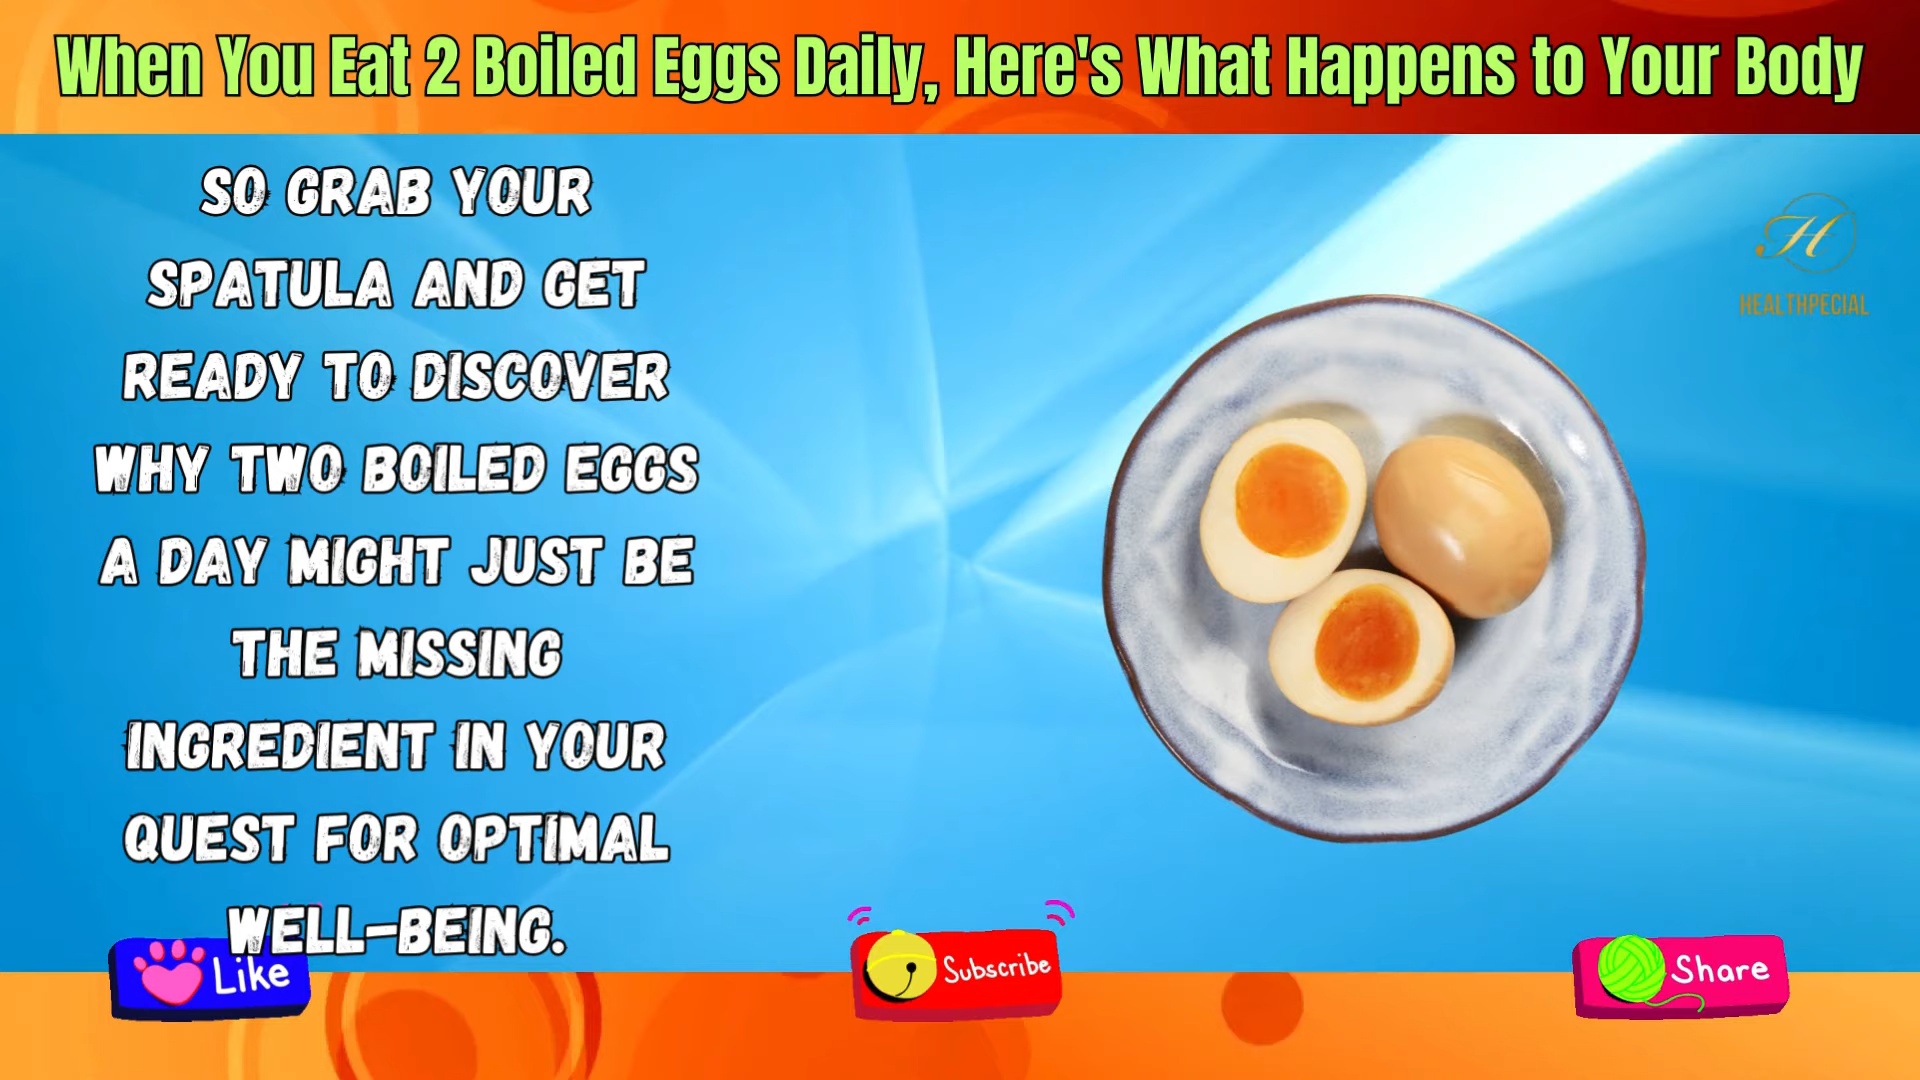 When You Eat 2 Boiled Eggs Daily, Here's What Happens to Your Body
SO GRAB YOUR
SPATULA AND GET
READY TO DISCOVER
WHY TWO BOILED EGGS
A DAY MIGHT JUST BE
THE MISSING
INGREDIENT IN YOUR
QUEST FOR OPTIMAL
WELL-BEING.
H
HEALTHPECIAL
Like
Subscribe
Share